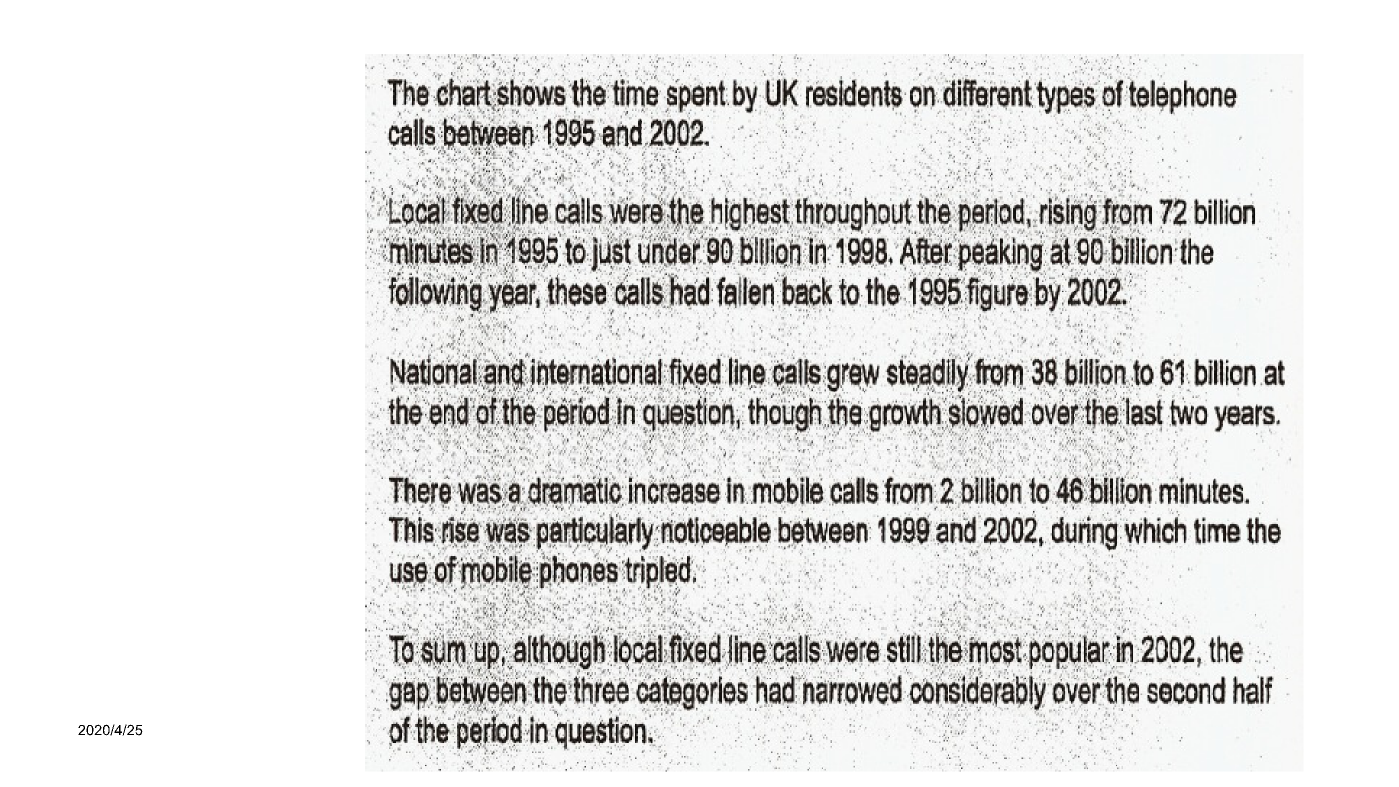 The chart shows the time spent by UK residents on different types of telephone
calls between 1995 and 2002.
Local fixed line calls were the highest throughout the period, rising from 72 billion
minutes in 1995 to just under 90 billion in 1998. After peaking at 90 billion the
following year, these calls had fallen back to the 1995 figure by 2002.
National and international fixed line calls grew steadily from 38 billion to 61 billion at
the end of the period in question, though the growth slowed over the last two years.
There was a dramatic increase in mobile calls from 2 billion to 46 billion minutes.
This rise was particularly noticeable between 1999 and 2002, during which time the
use of mobile phones tripled.
To sum up, although local fixed line calls were still the most popular in 2002, the
gap between the three categories had narrowed considerably over the second half
of the period in question.
2020/4/25